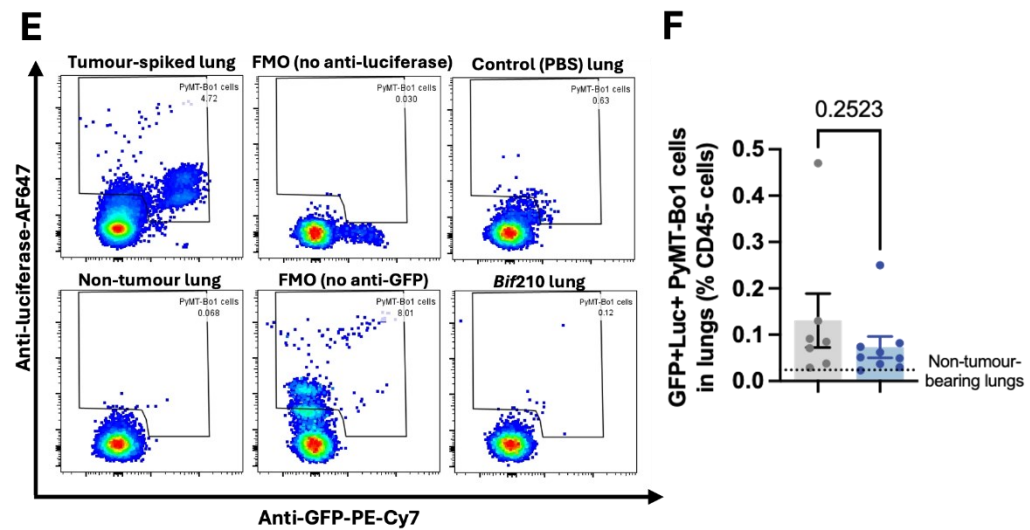 E
Tumour-spiked lung
FMO (no anti-luciferase)
Control (PBS) lung
PyMT-Bo1 cells
4.72
PyMT-Bo1 cells
0.030
PyMT-Bo1 cells
0.63
Non-tumour lung
FMO (no anti-GFP)
Bif210 lung
PyMT-Bo1 cells
0.068
PyMT-Bo1 cells
8.01
PyMT-Bo1 cells
0.12
Anti-luciferase-AF647
Anti-GFP-PE-Cy7
F
0.2523
GFP+Luc+ PyMT-Bo1 cells
in lungs (% CD45- cells)
0.5
0.4
0.3
0.2
0.1
0.0
Non-tumour-
bearing lungs